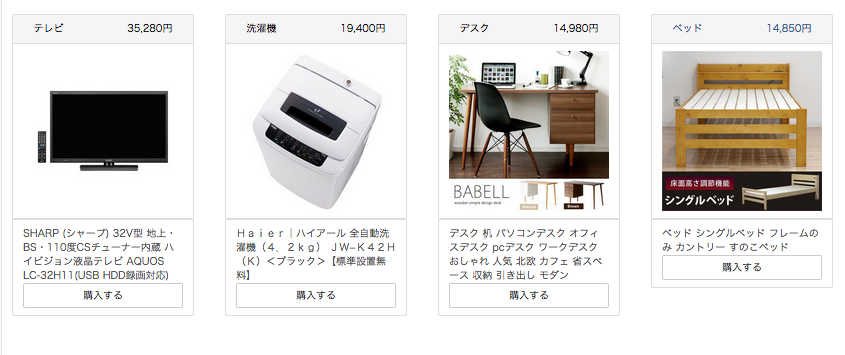 テレビ 35,280円
SHARP (シャープ) 32V型 地上・
BS・110度CSチューナー内蔵 ハ
イビジョン液晶テレビ AQUOS
LC-32H11(USB HDD録画対応)
購入する
洗濯機 19,400円
Ｈａｉｅｒ｜ハイアール 全自動洗
濯機（４．２ｋｇ） ＪＷ−Ｋ４２Ｈ
（Ｋ）＜ブラック＞【標準設置無
料】
購入する
デスク 14,980円
BABELL
wooden simple design desk
Natural
Brown
デスク 机 パソコンデスク オフィ
スデスク pcデスク ワークデスク
おしゃれ 人気 北欧 カフェ 省スペ
ース 収納 引き出し モダン
購入する
ベッド 14,850円
床面高さ調節機能
シングルベッド
ベッド シングルベッド フレームの
み カントリー すのこベッド
購入する